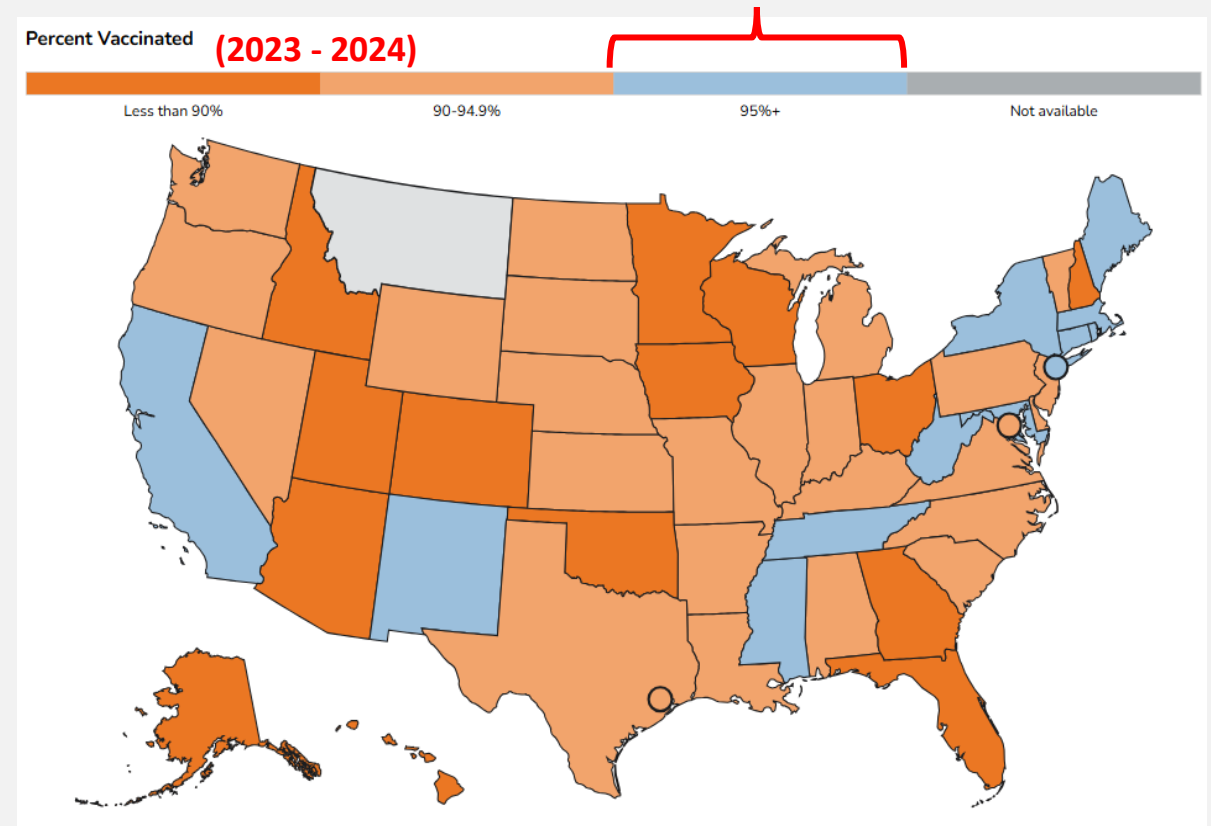 Percent Vaccinated (2023 - 2024)
Less than 90% 90-94.9% 95%+ Not available